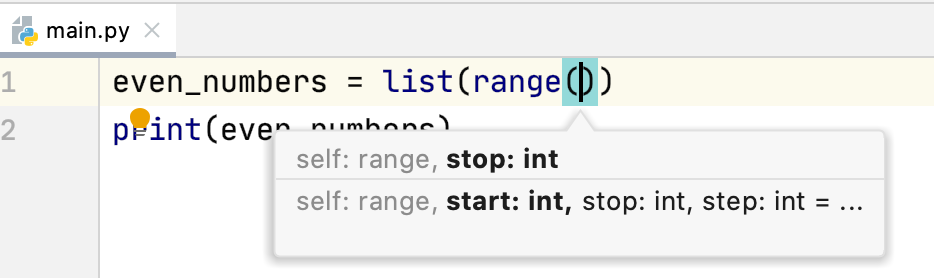 main.py
1 even_numbers = list(range())
2 print(even_numbers)
self: range, stop: int
self: range, start: int, stop: int, step: int = ...